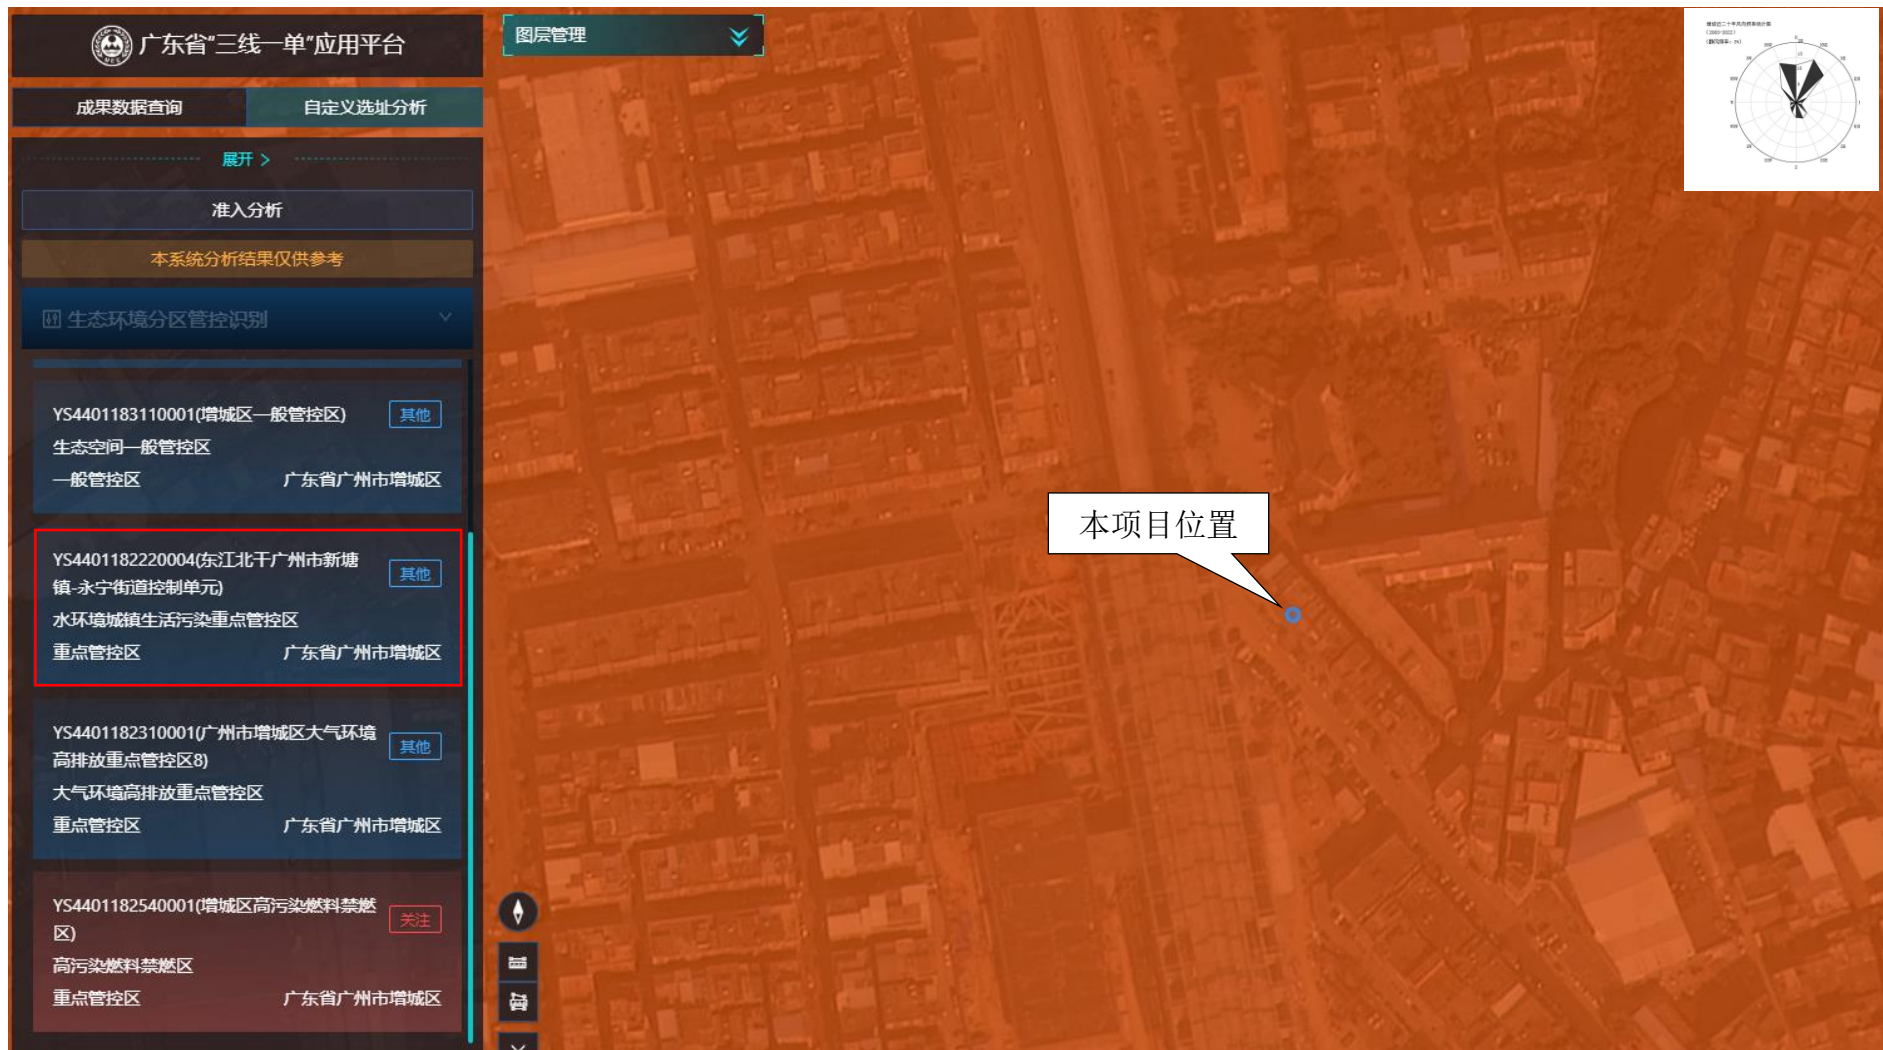 广东省"三线一单"应用平台
成果数据查询
自定义选址分析
展开 >
准入分析
本系统分析结果仅供参考
生态环境分区管控识别
YS4401183110001(增城区一般管控区)
其他
生态空间一般管控区
一般管控区
广东省广州市增城区
YS4401182220004(东江北干广州市新塘
镇-永宁街道控制单元)
其他
水环境城镇生活污染重点管控区
重点管控区
广东省广州市增城区
YS4401182310001(广州市增城区大气环境
高排放重点管控区8)
其他
大气环境高排放重点管控区
重点管控区
广东省广州市增城区
YS4401182540001(增城区高污染燃料禁燃
区)
关注
高污染燃料禁燃区
重点管控区
广东省广州市增城区
图层管理
本项目位置